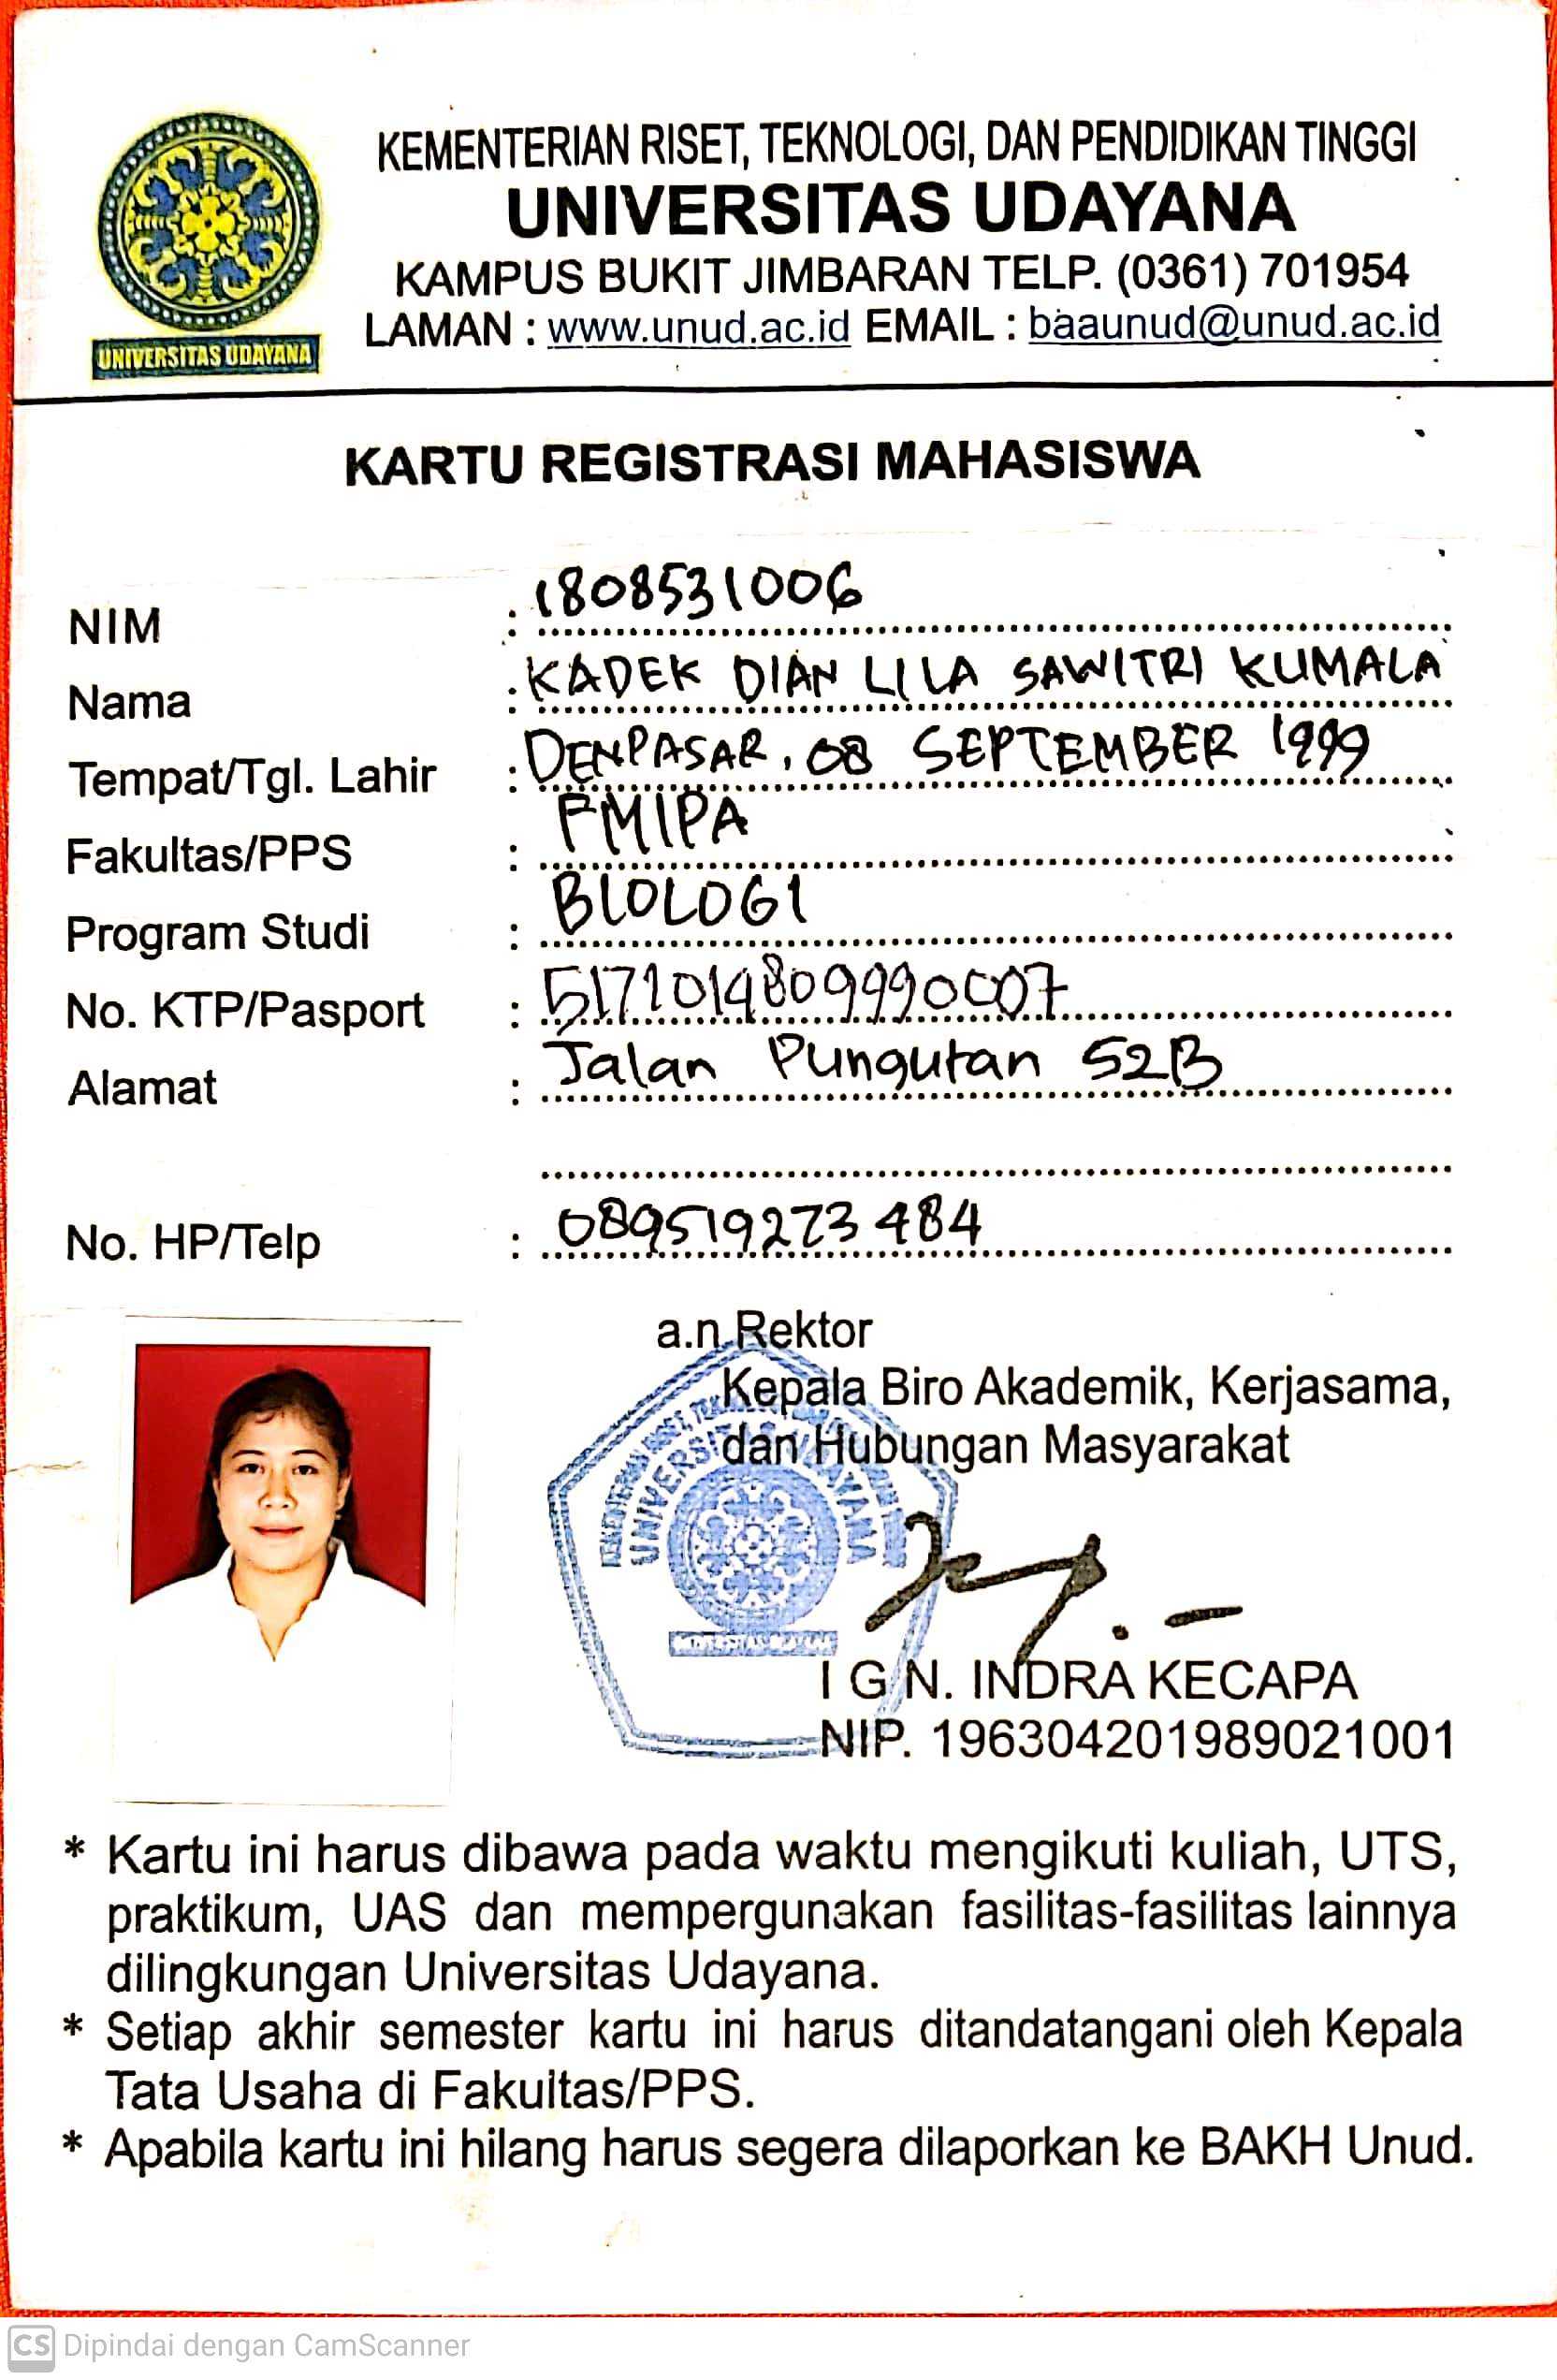 KEMENTERIAN RISET, TEKNOLOGI, DAN PENDIDIKAN TINGGI
UNIVERSITAS UDAYANA
KAMPUS BUKIT JIMBARAN TELP. (0361) 701954
LAMAN : www.unud.ac.id EMAIL : baaunud@unud.ac.id
UNIVERSITAS UDAYANA
KARTU REGISTRASI MAHASISWA
NIM : 1808531006
Nama : KADEK DIAN LILA SAWITRI KUMALA
Tempat/Tgl. Lahir : DENPASAR, 08 SEPTEMBER 1999
Fakultas/PPS : FMIPA
Program Studi : BIOLOGI
No. KTP/Pasport : 5171014809990007
Alamat : Jalan Pungutan 52B
No. HP/Telp : 089519273484
a.n.Rektor
Kepala Biro Akademik, Kerjasama,
dan Hubungan Masyarakat
UNIVERSITAS UDAYANA
I G N. INDRA KECAPA
NIP. 196304201989021001
* Kartu ini harus dibawa pada waktu mengikuti kuliah, UTS,
praktikum, UAS dan mempergunakan fasilitas-fasilitas lainnya
dilingkungan Universitas Udayana.
* Setiap akhir semester kartu ini harus ditandatangani oleh Kepala
Tata Usaha di Fakultas/PPS.
* Apabila kartu ini hilang harus segera dilaporkan ke BAKH Unud.
CS Dipindai dengan CamScanner